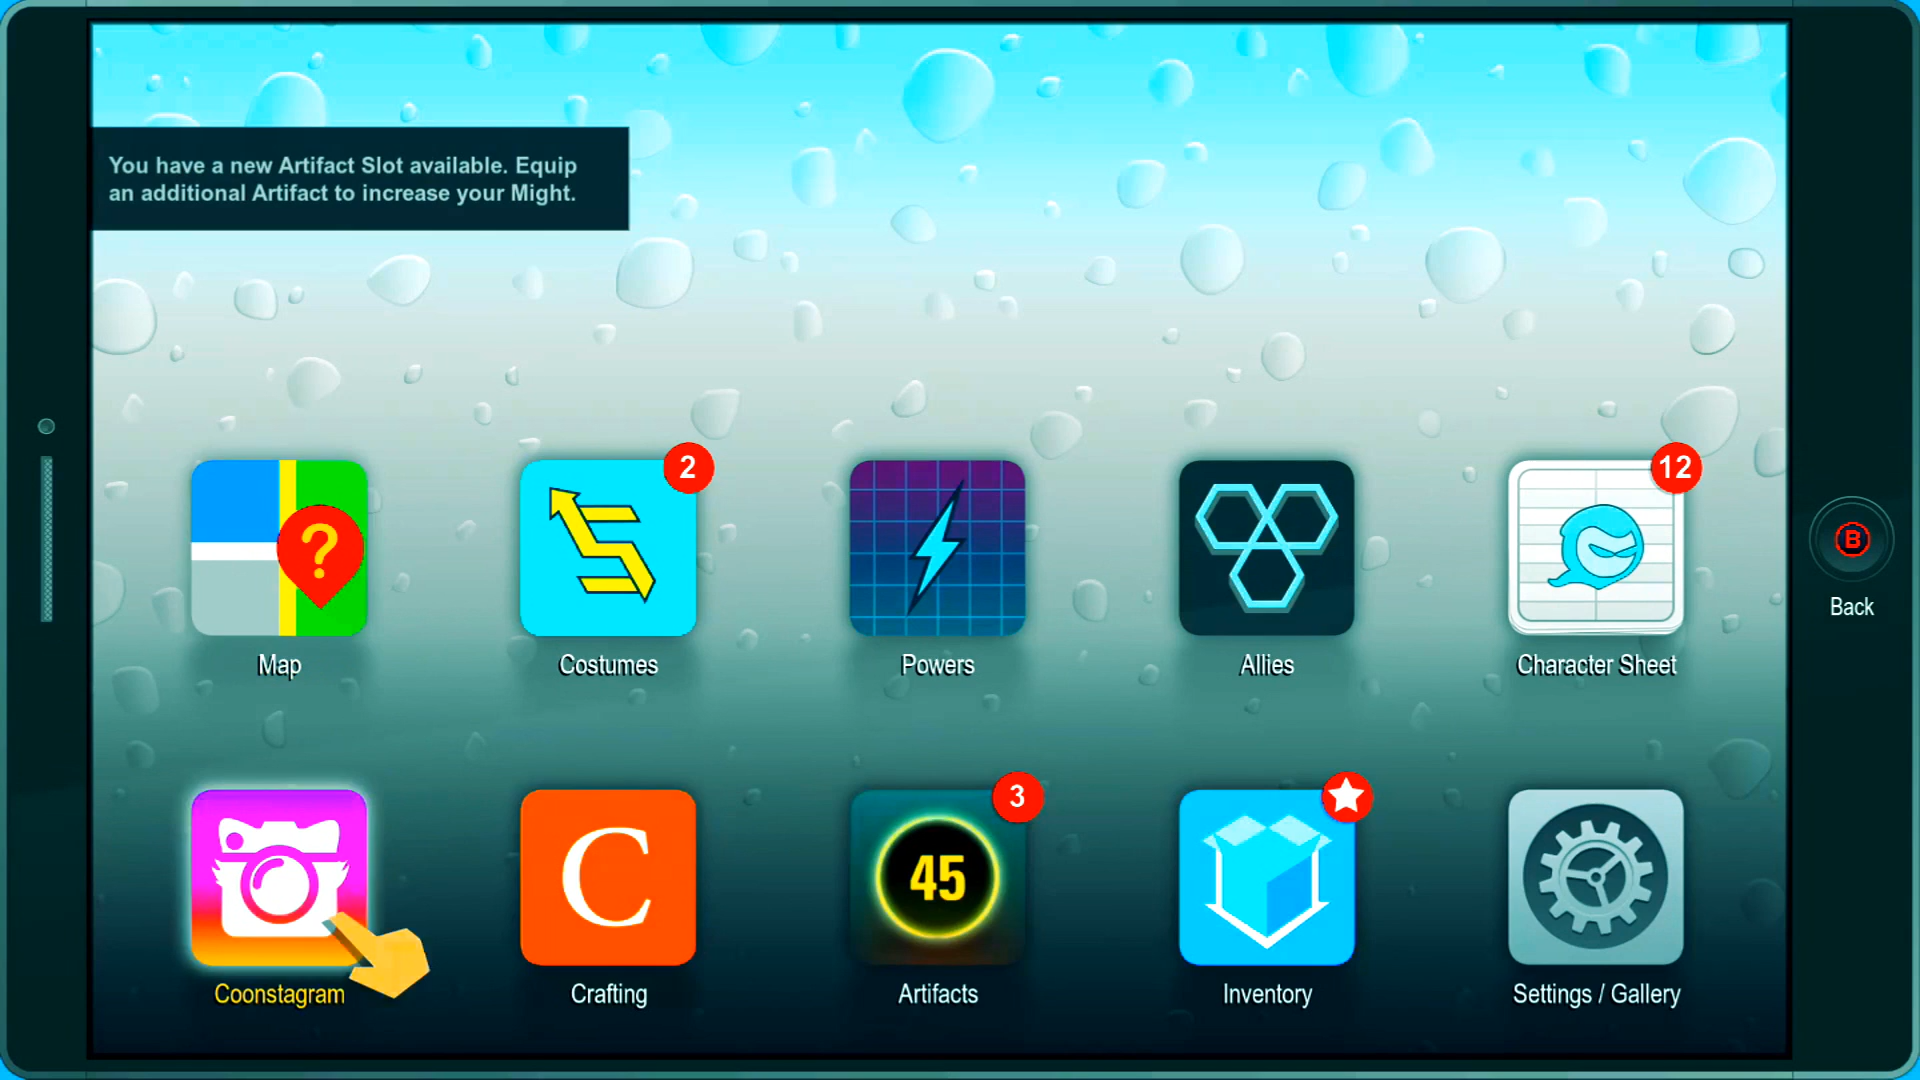 You have a new Artifact Slot available. Equip
an additional Artifact to increase your Might.
?
2
12
B
Back
Map
Costumes
Powers
Allies
Character Sheet
C
3
45
Coonstagram
Crafting
Artifacts
Inventory
Settings / Gallery